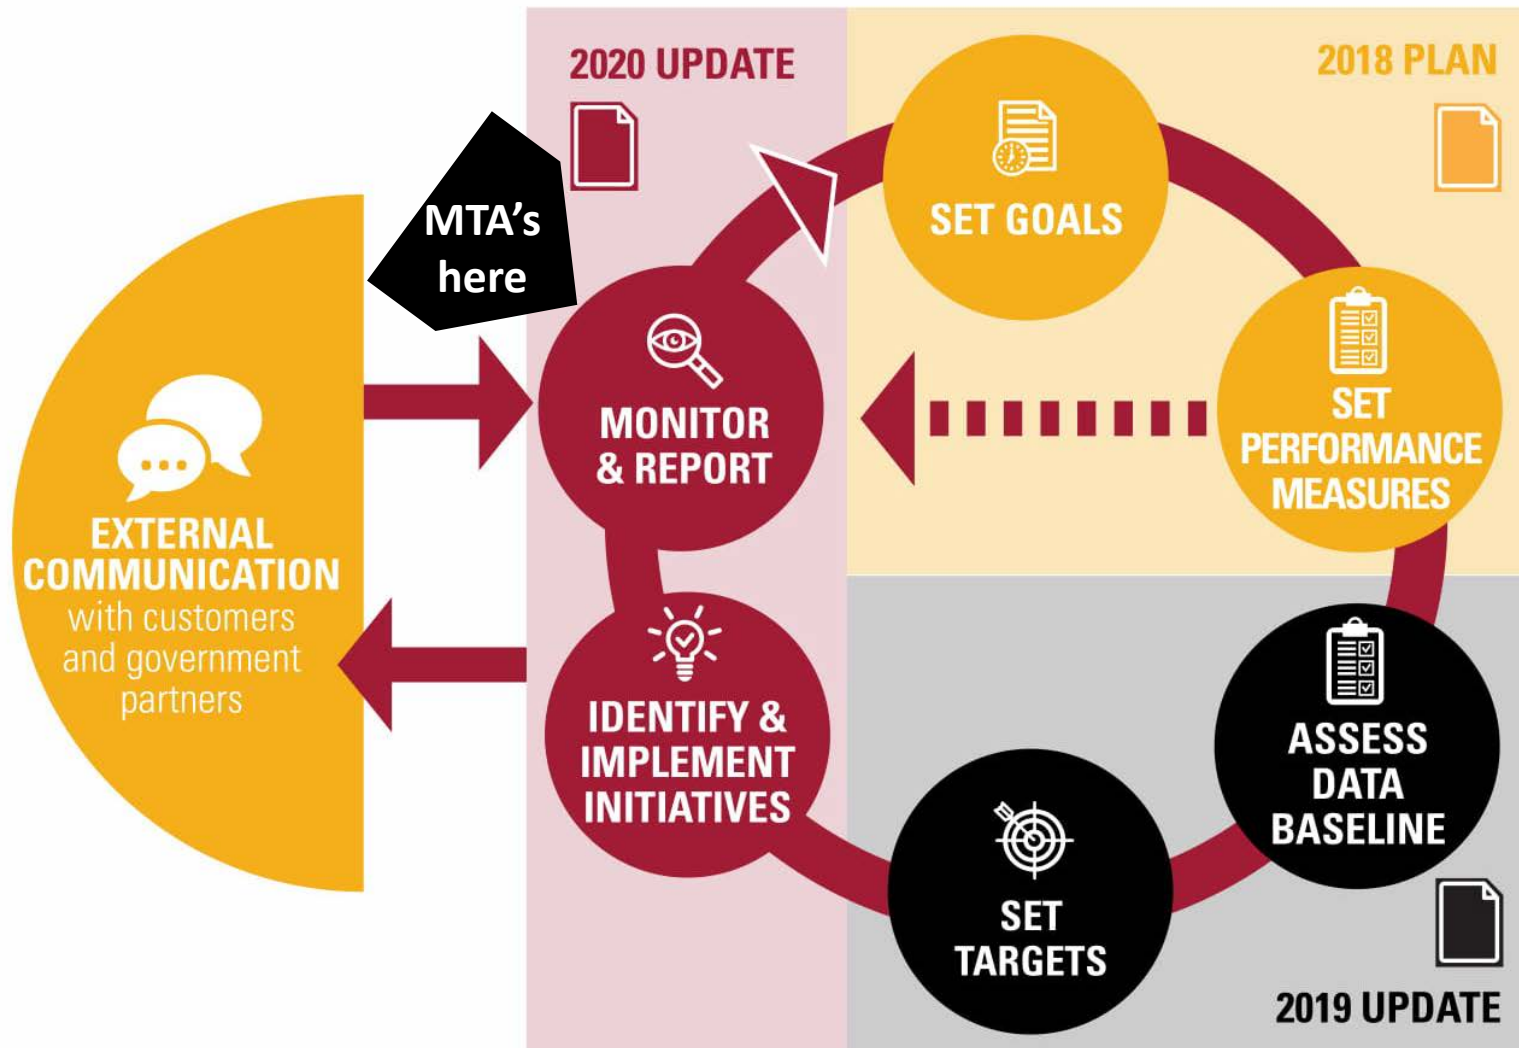 2020 UPDATE
2018 PLAN
MTA's
here
SET GOALS
MONITOR
& REPORT
SET
PERFORMANCE
MEASURES
EXTERNAL
COMMUNICATION
with customers
and government
partners
IDENTIFY &
IMPLEMENT
INITIATIVES
ASSESS
DATA
BASELINE
SET
TARGETS
2019 UPDATE